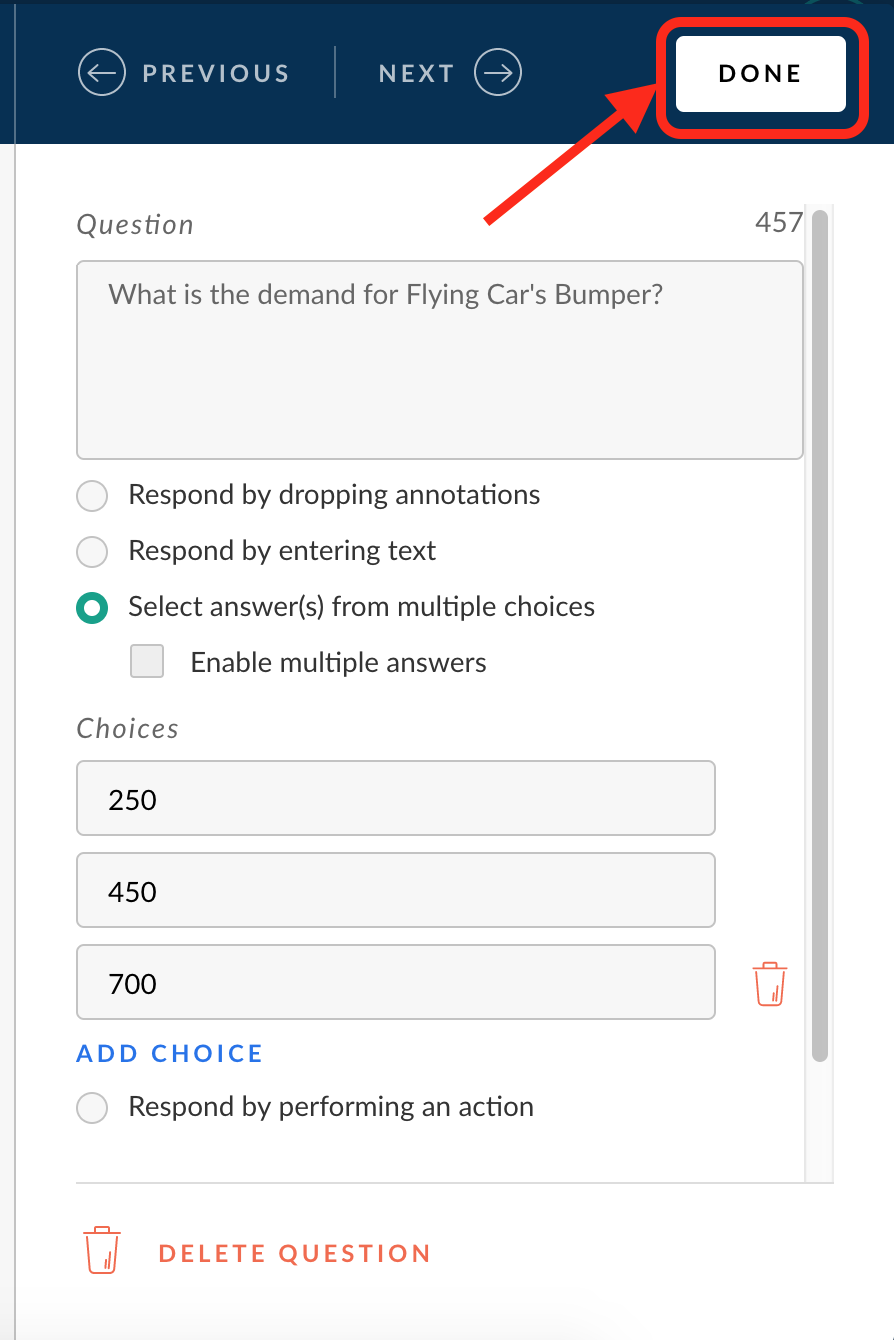 PREVIOUS NEXT DONE
Question 457
What is the demand for Flying Car's Bumper?
Respond by dropping annotations
Respond by entering text
Select answer(s) from multiple choices
Enable multiple answers
Choices
250
450
700
ADD CHOICE
Respond by performing an action
DELETE QUESTION